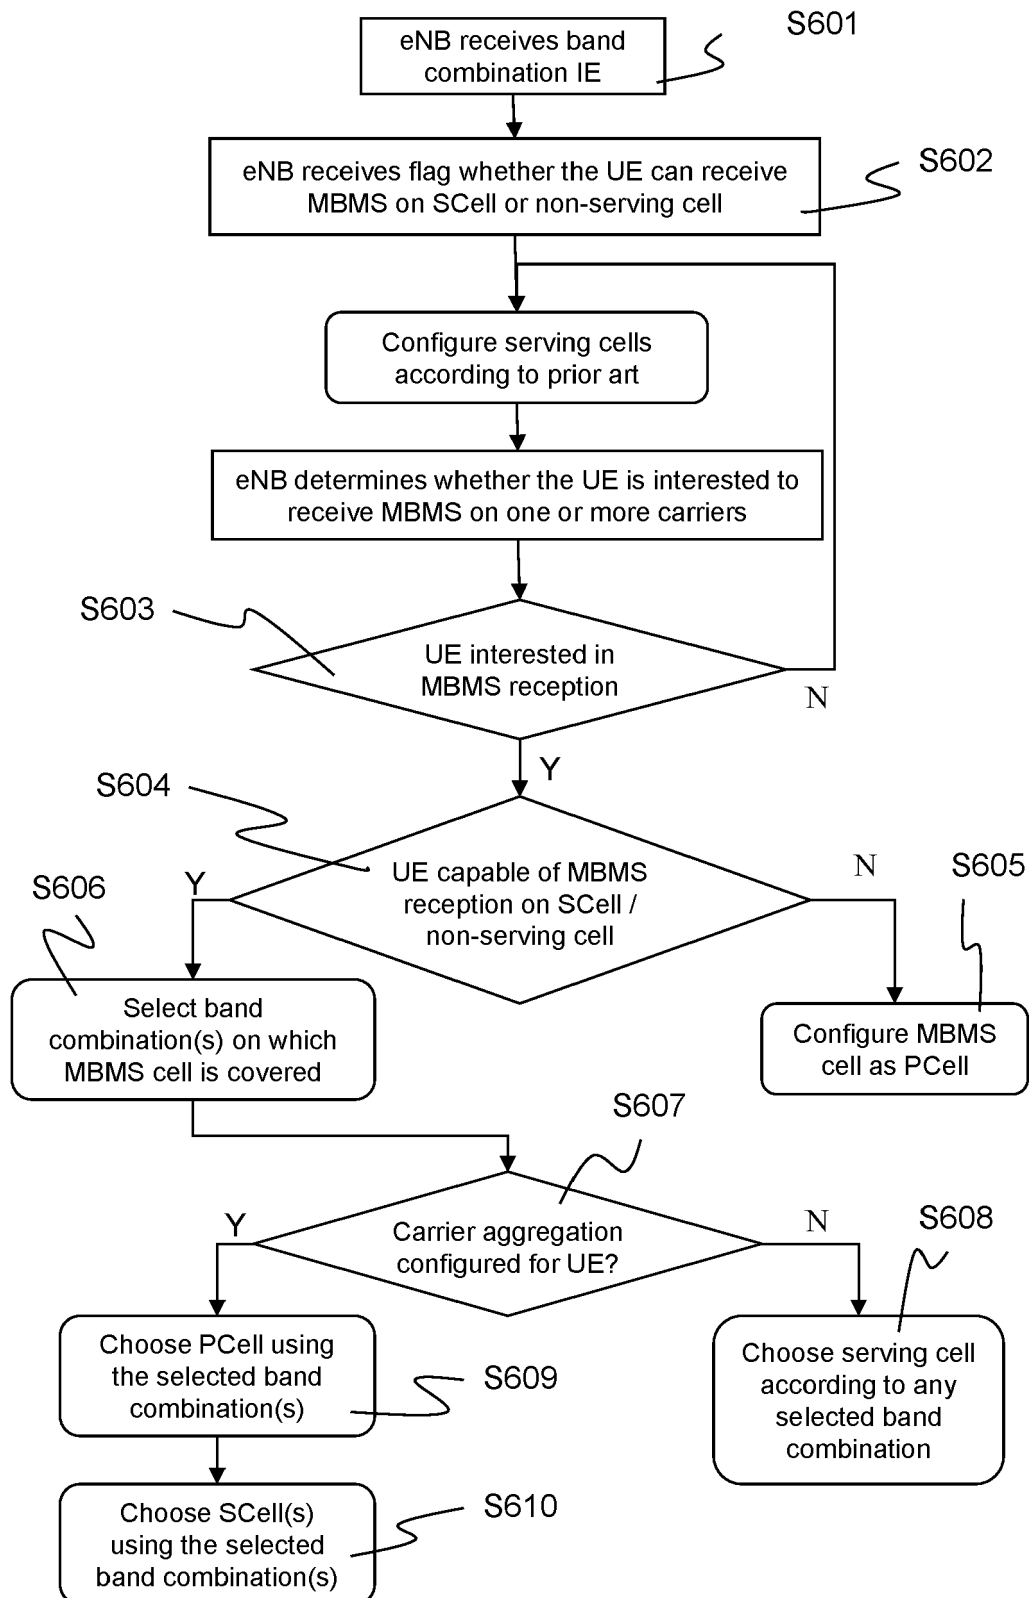 eNB receives band
combination IE
S601
eNB receives flag whether the UE can receive
MBMS on SCell or non-serving cell
S602
Configure serving cells
according to prior art
eNB determines whether the UE is interested to
receive MBMS on one or more carriers
S603
UE interested in
MBMS reception
N
Y
S604
UE capable of MBMS
reception on SCell /
non-serving cell
Y
N
S605
S606
Select band
combination(s) on which
MBMS cell is covered
Configure MBMS
cell as PCell
S607
Carrier aggregation
configured for UE?
Y
N
S608
Choose PCell using
the selected band
combination(s)
S609
Choose serving cell
according to any
selected band
combination
Choose SCell(s)
using the selected
band combination(s)
S610